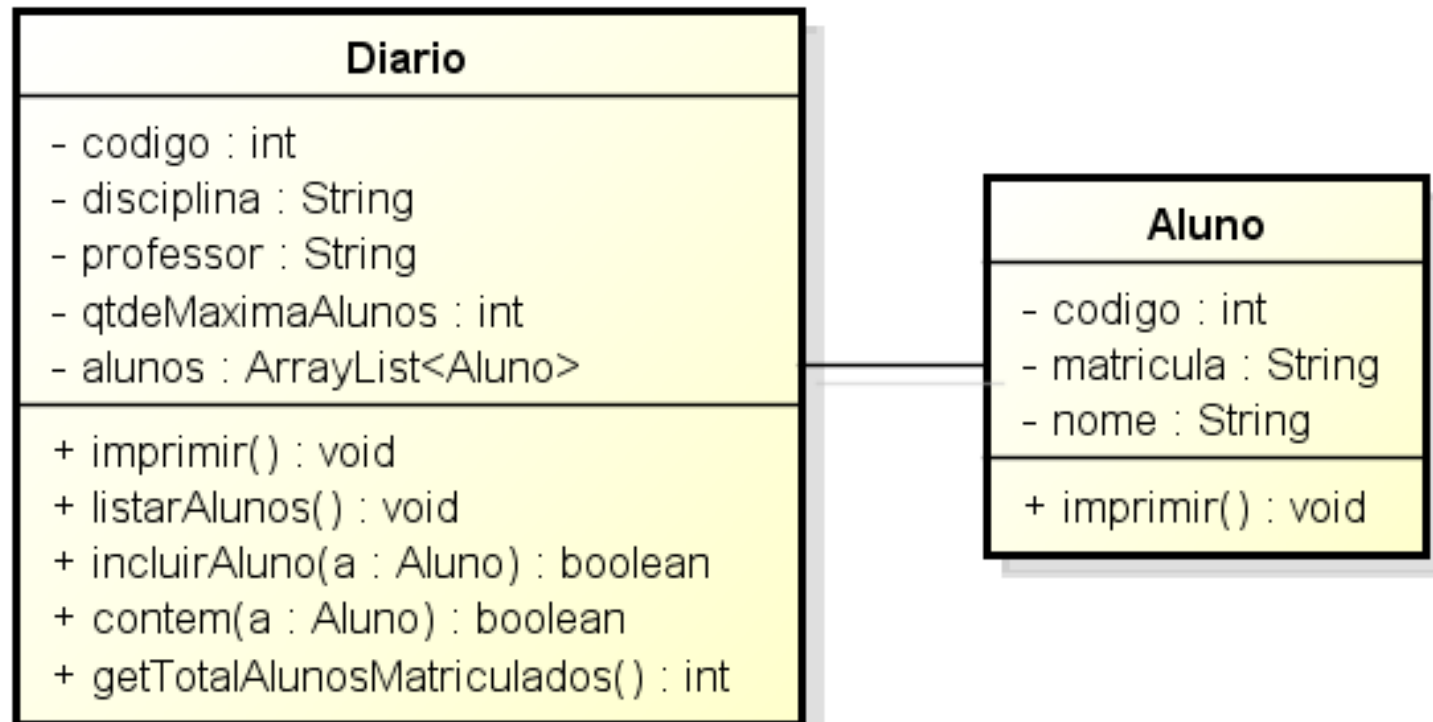 Diario
- codigo : int
- disciplina : String
- professor : String
- qtdeMaximaAlunos : int
- alunos : ArrayList<Aluno>
+ imprimir() : void
+ listarAlunos() : void
+ incluirAluno(a : Aluno) : boolean
+ contem(a : Aluno) : boolean
+ getTotalAlunosMatriculados() : int
Aluno
- codigo : int
- matricula : String
- nome : String
+ imprimir() : void